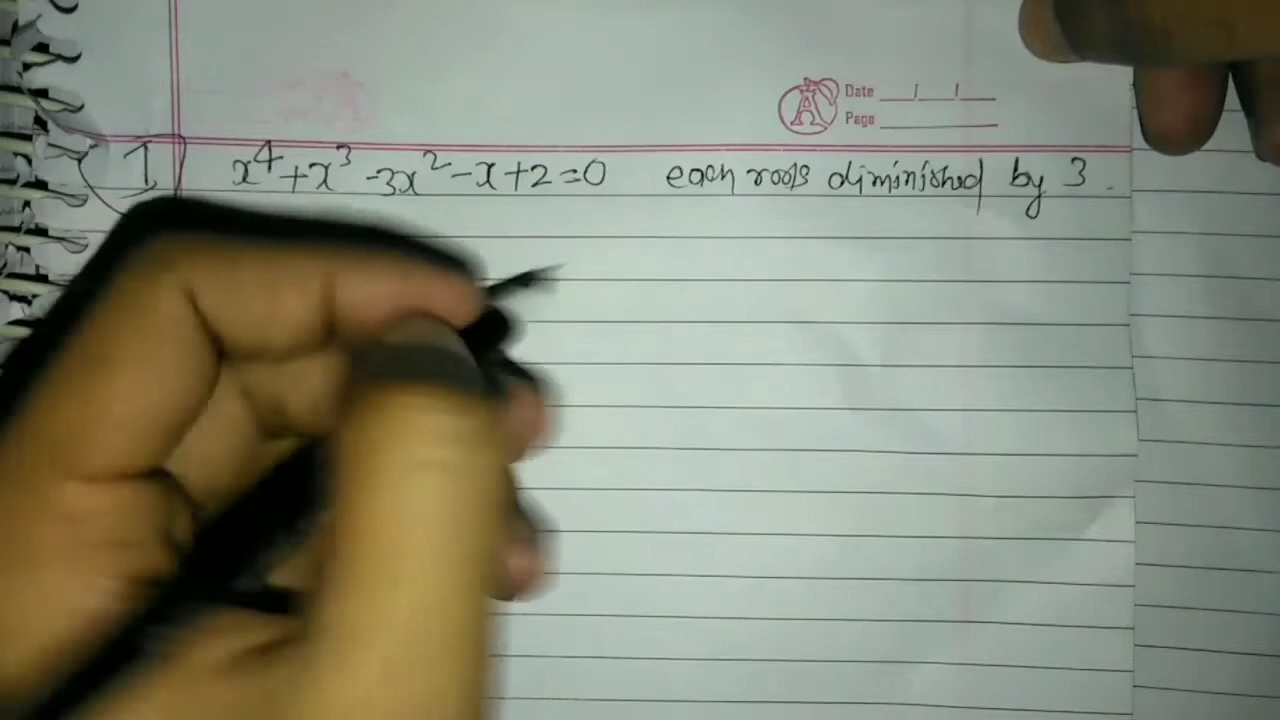 Date
Page
1) x⁴+x³-3x²-x+2=0 each roots diminished by 3.